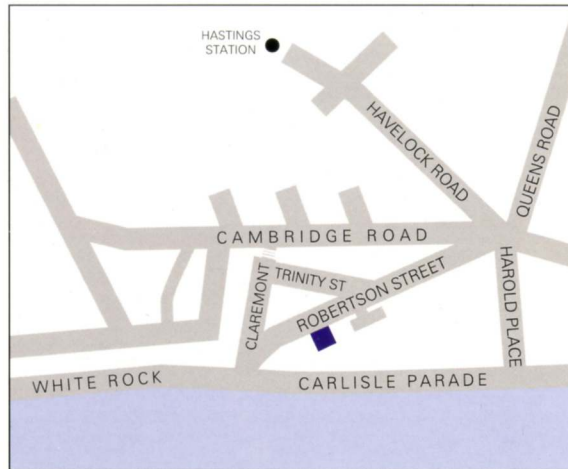 HASTINGS
STATION
HAVELOCK ROAD
QUEENS ROAD
CAMBRIDGE ROAD
TRINITY ST
CLAREMONT
ROBERTSON STREET
HAROLD PLACE
WHITE ROCK
CARLISLE PARADE